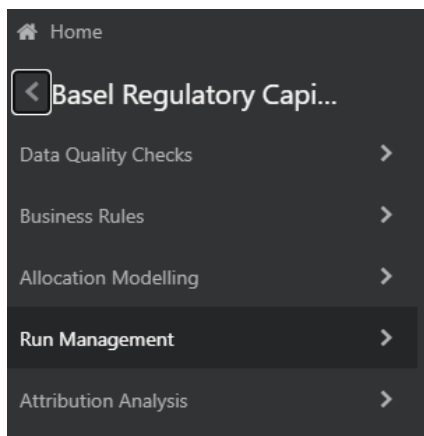 Home
Basel Regulatory Capi...
Data Quality Checks
Business Rules
Allocation Modelling
Run Management
Attribution Analysis